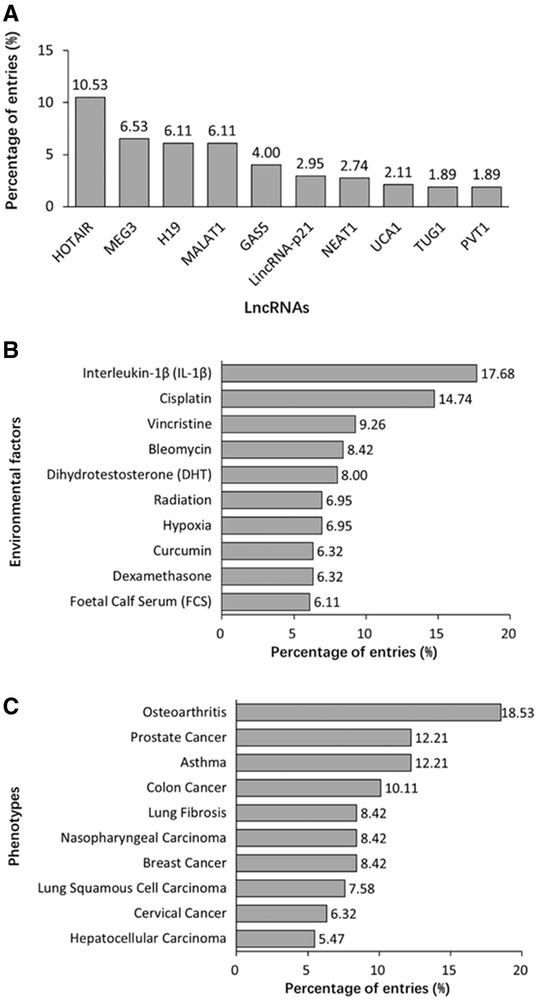 A
Percentage of entries (%)
15
10
5
0
10.53
6.53
6.11
6.11
4.00
2.95
2.74
2.11
1.89
1.89
HOTAIR
MEG3
H19
MALAT1
GAS5
LincRNA-p21
NEAT1
UCA1
TUG1
PVT1
LncRNAs
B
Environmental factors
Interleukin-1β (IL-1β) 17.68
Cisplatin 14.74
Vincristine 9.26
Bleomycin 8.42
Dihydrotestosterone (DHT) 8.00
Radiation 6.95
Hypoxia 6.95
Curcumin 6.32
Dexamethasone 6.32
Foetal Calf Serum (FCS) 6.11
0 5 10 15 20
Percentage of entries (%)
C
Phenotypes
Osteoarthritis 18.53
Prostate Cancer 12.21
Asthma 12.21
Colon Cancer 10.11
Lung Fibrosis 8.42
Nasopharyngeal Carcinoma 8.42
Breast Cancer 8.42
Lung Squamous Cell Carcinoma 7.58
Cervical Cancer 6.32
Hepatocellular Carcinoma 5.47
0 5 10 15 20
Percentage of entries (%)